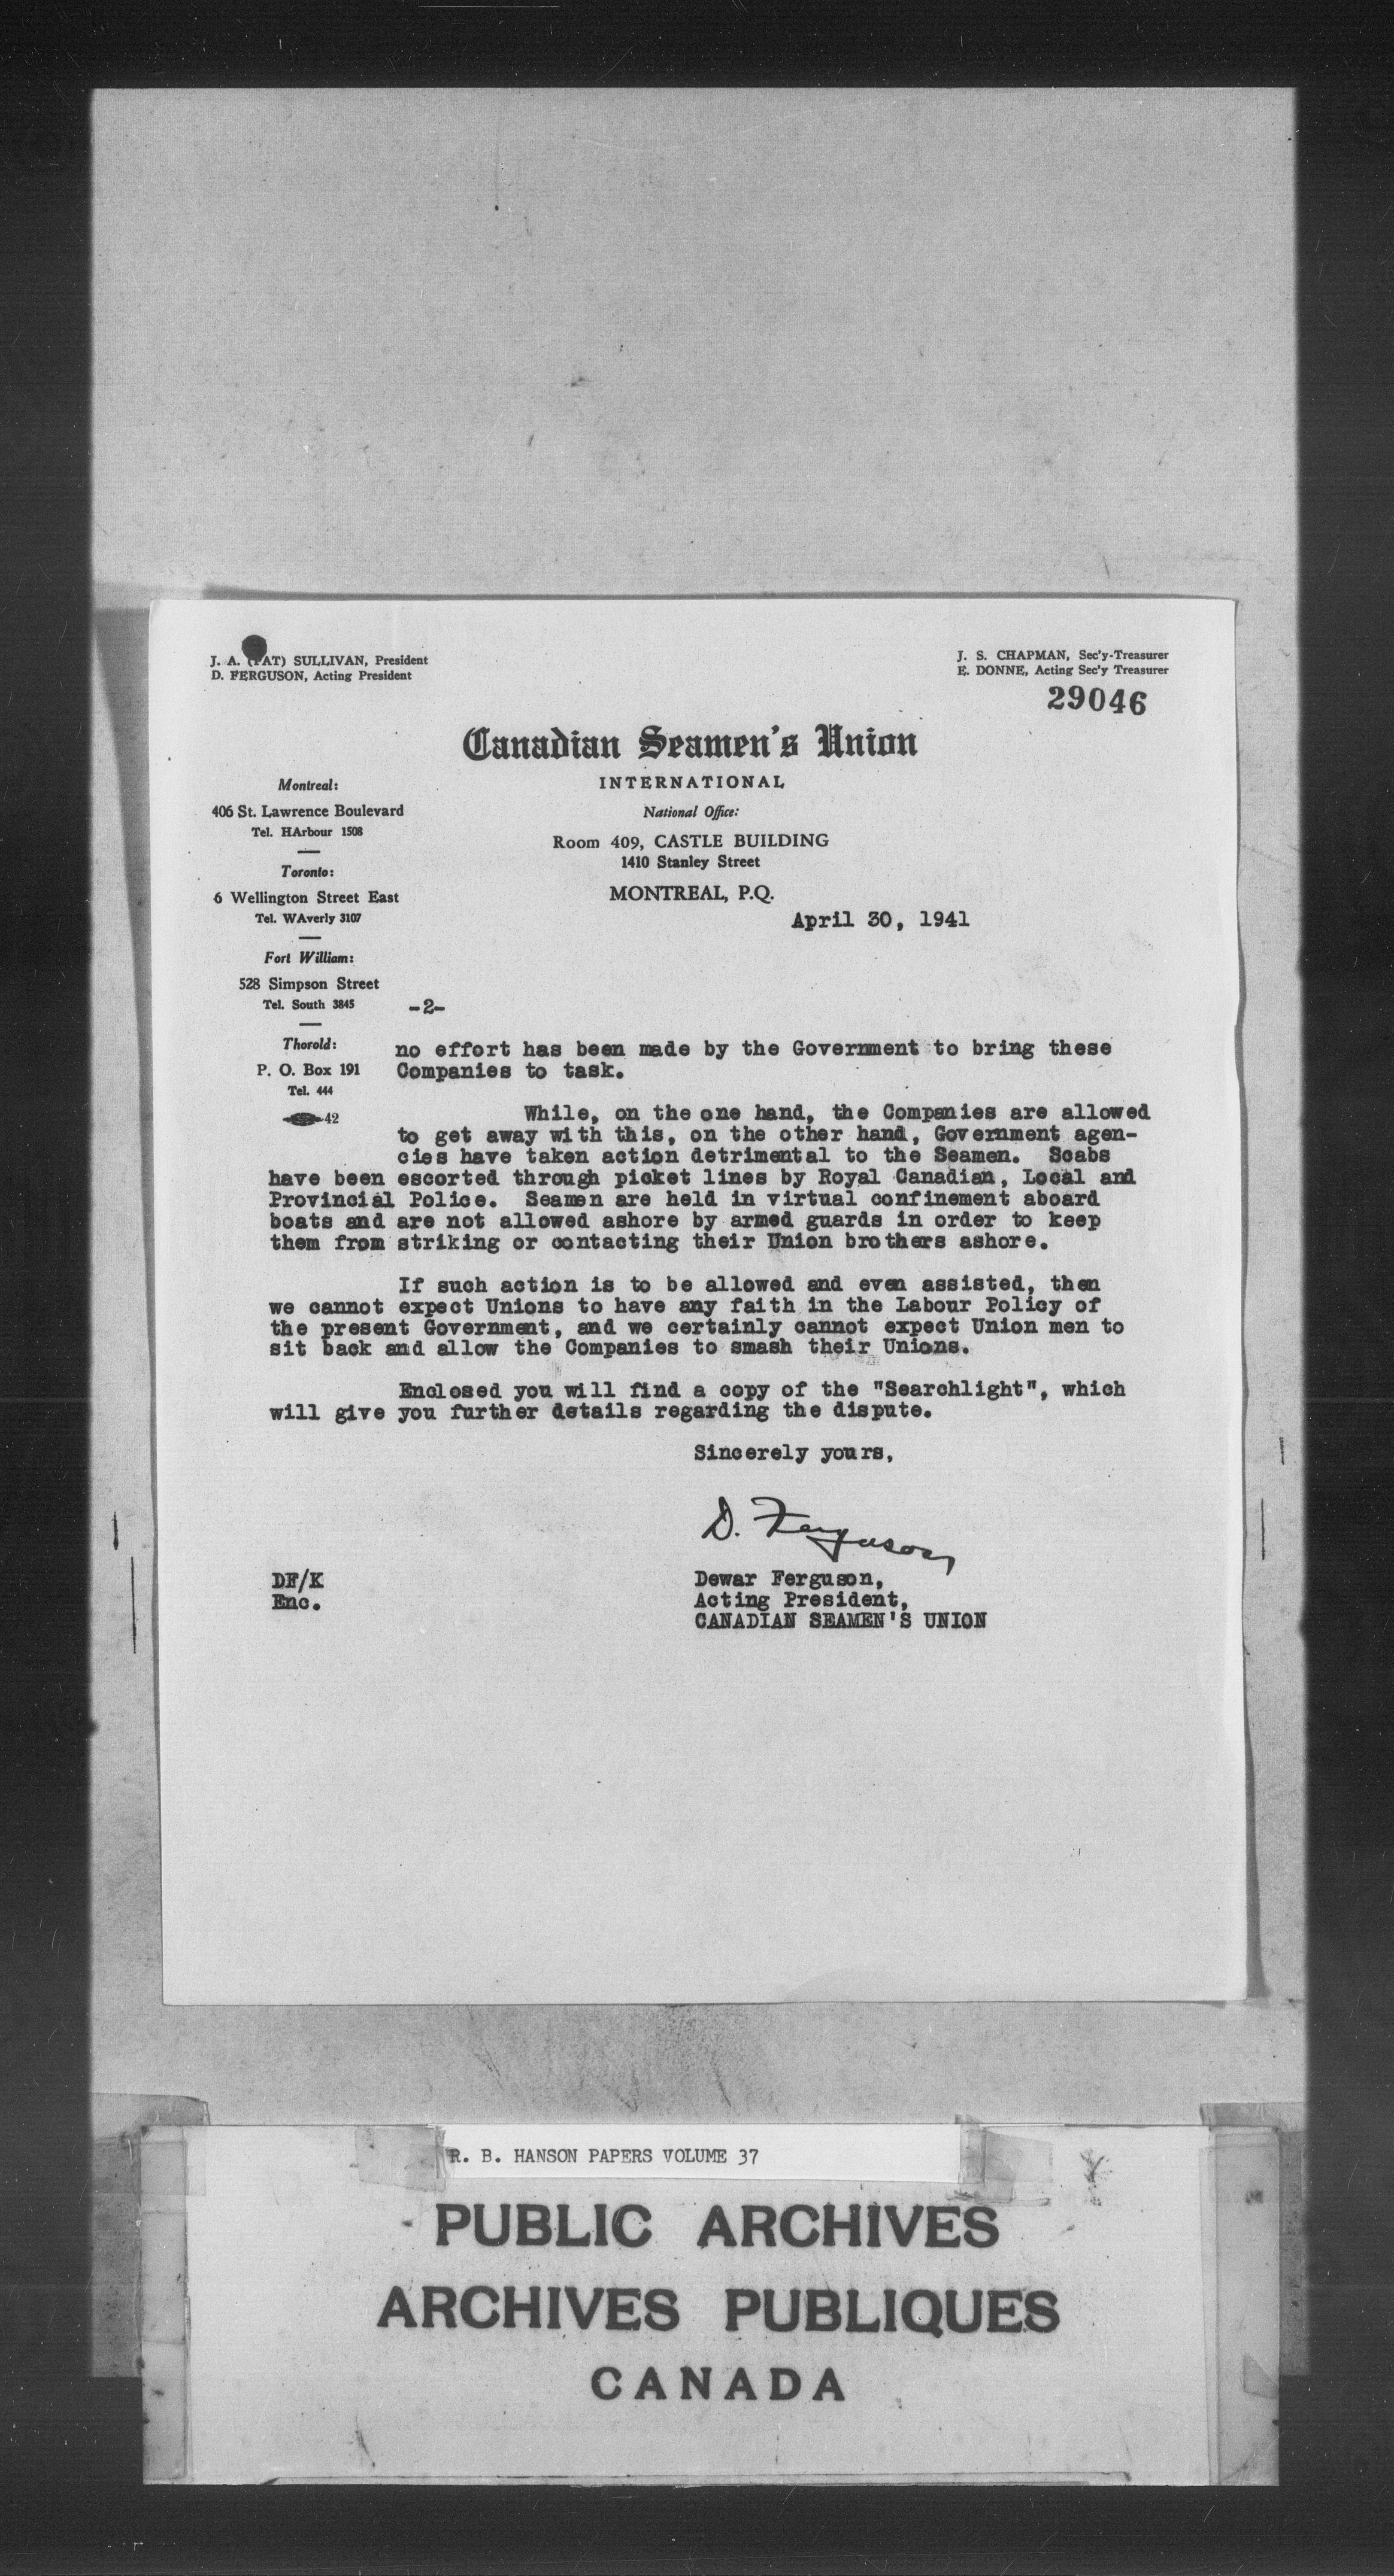 J. A. (PAT) SULLIVAN, President
D. FERGUSON, Acting President
J. S. CHAPMAN, Sec'y-Treasurer
E. DONNE, Acting Sec'y Treasurer
29046
Canadian Seamen's Union
INTERNATIONAL
National Office:
Room 409, CASTLE BUILDING
1410 Stanley Street
MONTREAL, P.Q.
April 30, 1941
Montreal:
406 St. Lawrence Boulevard
Tel. HArbour 1508
Toronto:
6 Wellington Street East
Tel. WAverly 3107
Fort William:
528 Simpson Street
Tel. South 3845
Thorold:
P. O. Box 191
Tel. 444
42
-2-
no effort has been made by the Government to bring these
Companies to task.
While, on the one hand, the Companies are allowed
to get away with this, on the other hand, Government agen-
cies have taken action detrimental to the Seamen. Scabs
have been escorted through picket lines by Royal Canadian, Local and
Provincial Police. Seamen are held in virtual confinement aboard
boats and are not allowed ashore by armed guards in order to keep
them from striking or contacting their Union brothers ashore.
If such action is to be allowed and even assisted, then
we cannot expect Unions to have any faith in the Labour Policy of
the present Government, and we certainly cannot expect Union men to
sit back and allow the Companies to smash their Unions.
Enclosed you will find a copy of the "Searchlight", which
will give you further details regarding the dispute.
Sincerely yours,
D. Ferguson
Dewar Ferguson,
Acting President,
CANADIAN SEAMEN'S UNION
DF/K
Enc.
R. B. HANSON PAPERS VOLUME 37
PUBLIC ARCHIVES
ARCHIVES PUBLIQUES
CANADA